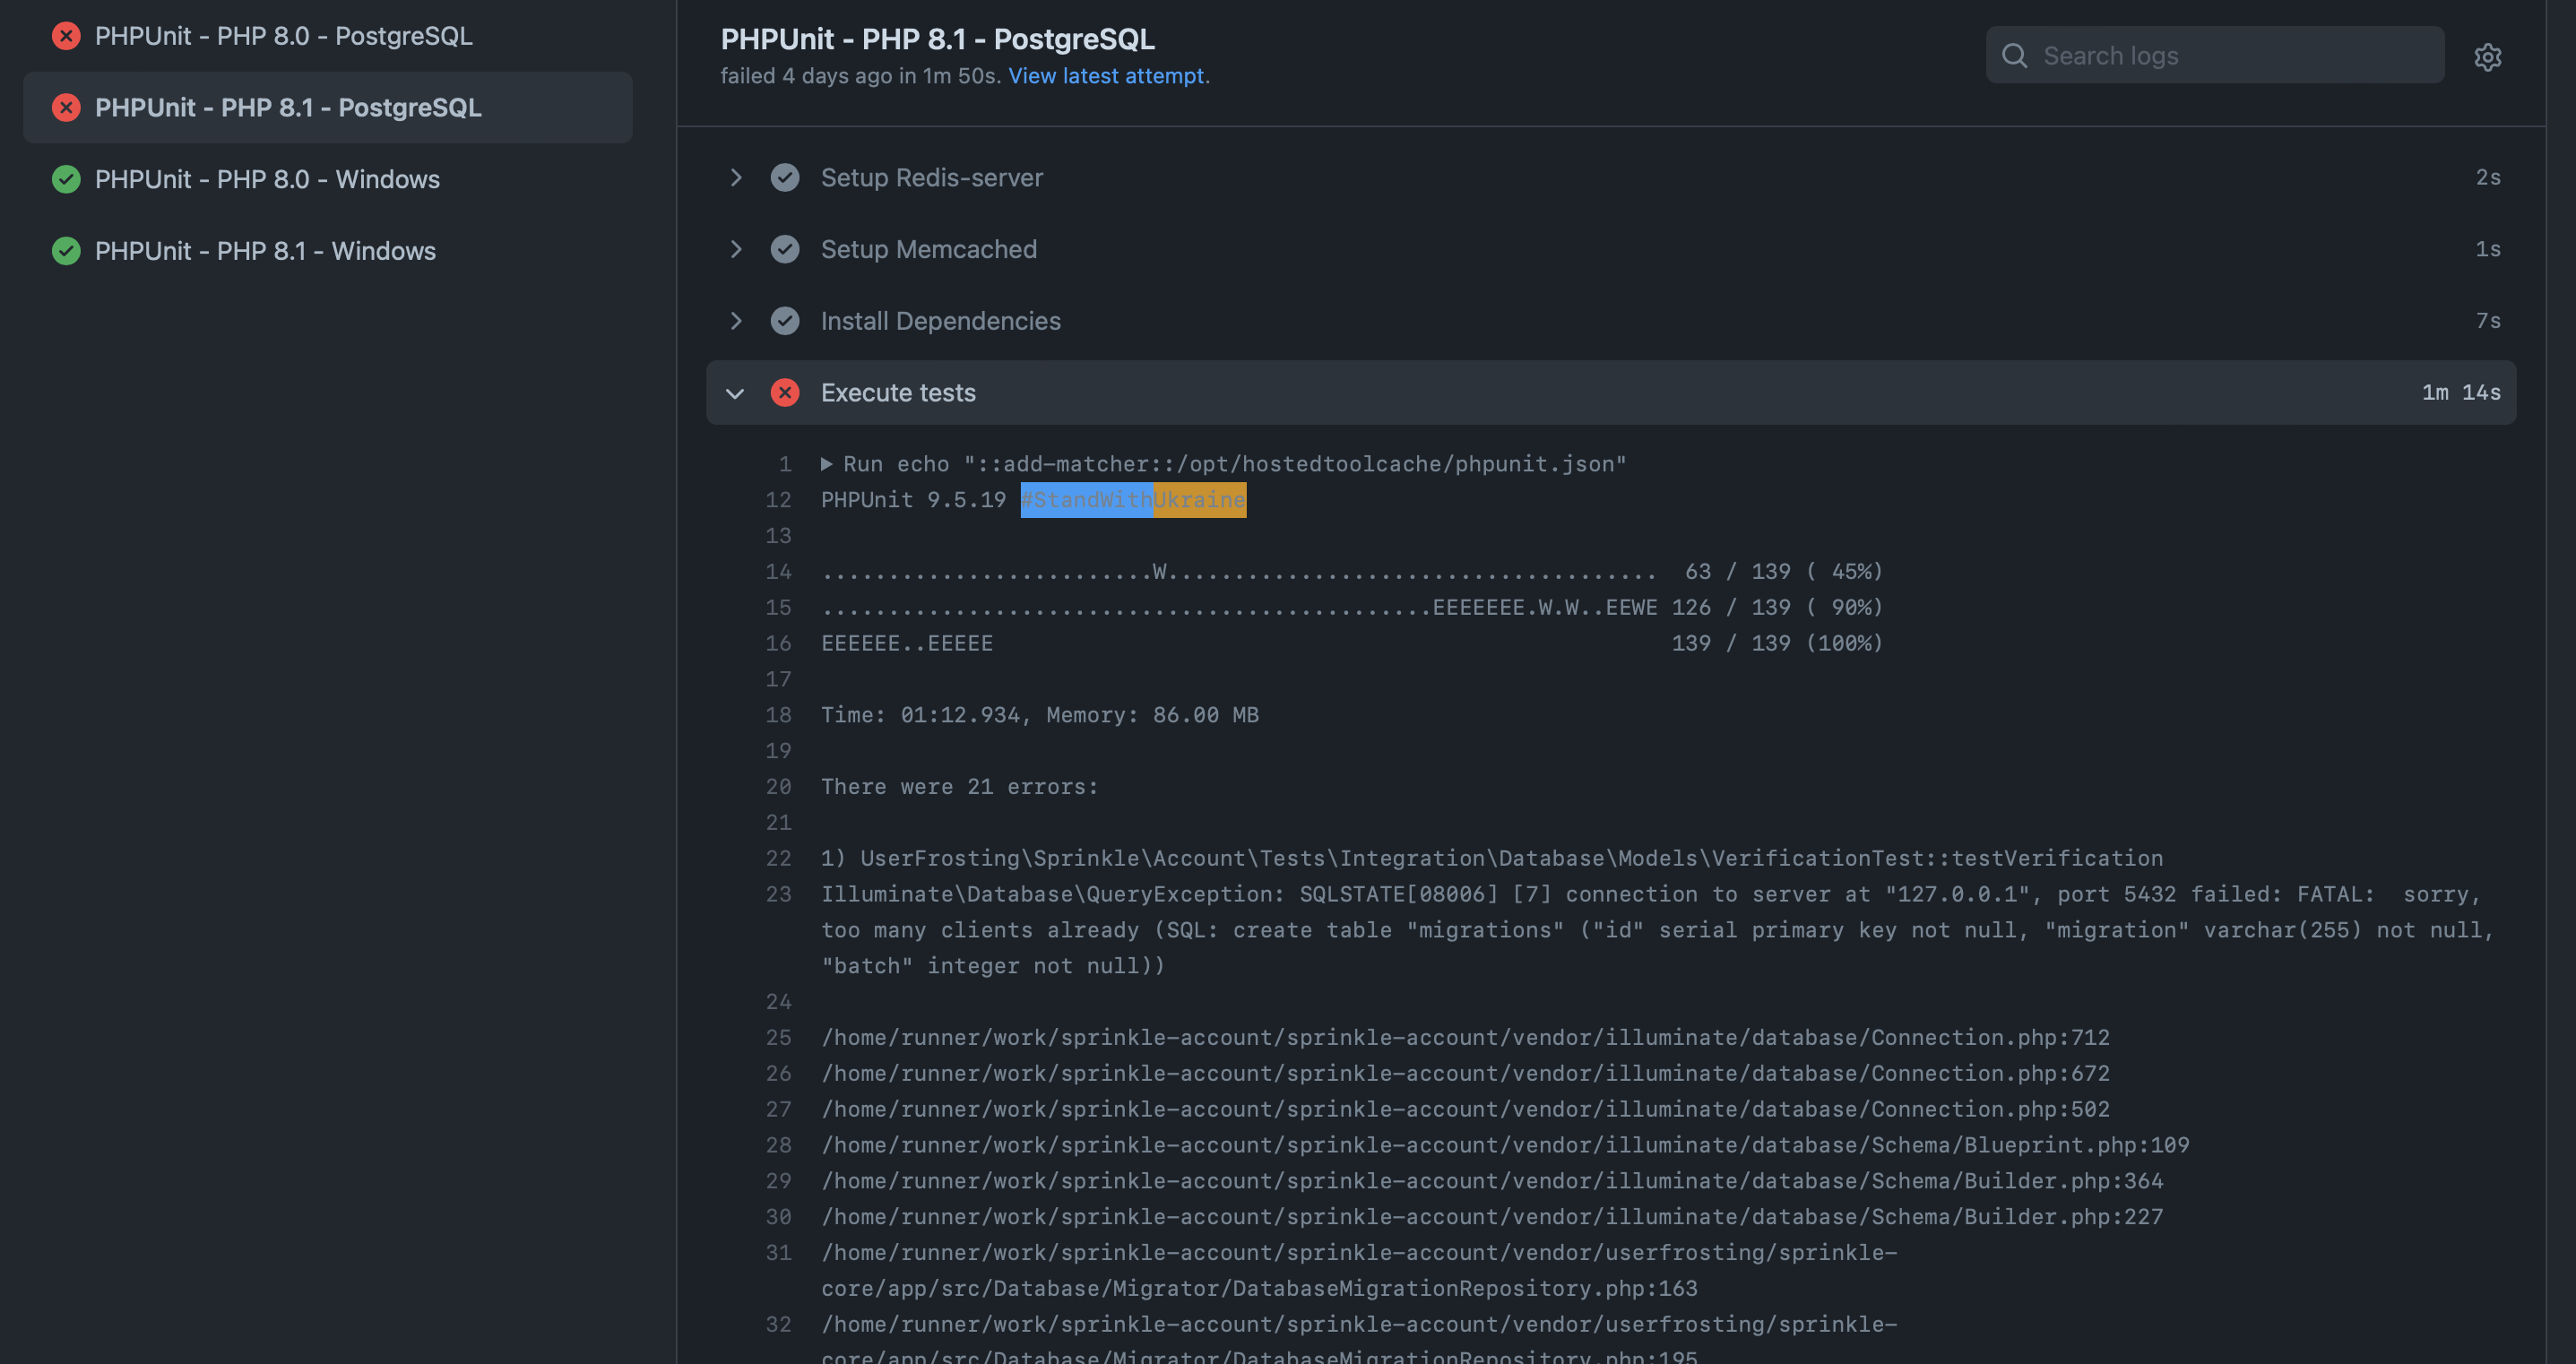 PHPUnit - PHP 8.0 - PostgreSQL
PHPUnit - PHP 8.1 - PostgreSQL
PHPUnit - PHP 8.0 - Windows
PHPUnit - PHP 8.1 - Windows
PHPUnit - PHP 8.1 - PostgreSQL
failed 4 days ago in 1m 50s. View latest attempt.
Search logs
Setup Redis-server 2s
Setup Memcached 1s
Install Dependencies 7s
Execute tests 1m 14s
1 Run echo "::add-matcher::/opt/hostedtoolcache/phpunit.json"
12 PHPUnit 9.5.19 #StandWithUkraine
13
14 .........................W..................................... 63 / 139 ( 45%)
15 ..............................................EEEEEEE.W.W..EEWE 126 / 139 ( 90%)
16 EEEEEE..EEEEE 139 / 139 (100%)
17
18 Time: 01:12.934, Memory: 86.00 MB
19
20 There were 21 errors:
21
22 1) UserFrosting\Sprinkle\Account\Tests\Integration\Database\Models\VerificationTest::testVerification
23 Illuminate\Database\QueryException: SQLSTATE[08006] [7] connection to server at "127.0.0.1", port 5432 failed: FATAL:  sorry,
too many clients already (SQL: create table "migrations" ("id" serial primary key not null, "migration" varchar(255) not null,
"batch" integer not null))
24
25 /home/runner/work/sprinkle-account/sprinkle-account/vendor/illuminate/database/Connection.php:712
26 /home/runner/work/sprinkle-account/sprinkle-account/vendor/illuminate/database/Connection.php:672
27 /home/runner/work/sprinkle-account/sprinkle-account/vendor/illuminate/database/Connection.php:502
28 /home/runner/work/sprinkle-account/sprinkle-account/vendor/illuminate/database/Schema/Blueprint.php:109
29 /home/runner/work/sprinkle-account/sprinkle-account/vendor/illuminate/database/Schema/Builder.php:364
30 /home/runner/work/sprinkle-account/sprinkle-account/vendor/illuminate/database/Schema/Builder.php:227
31 /home/runner/work/sprinkle-account/sprinkle-account/vendor/userfrosting/sprinkle-
core/app/src/Database/Migrator/DatabaseMigrationRepository.php:163
32 /home/runner/work/sprinkle-account/sprinkle-account/vendor/userfrosting/sprinkle-
core/app/src/Database/Migrator/DatabaseMigrationRepository.php:195